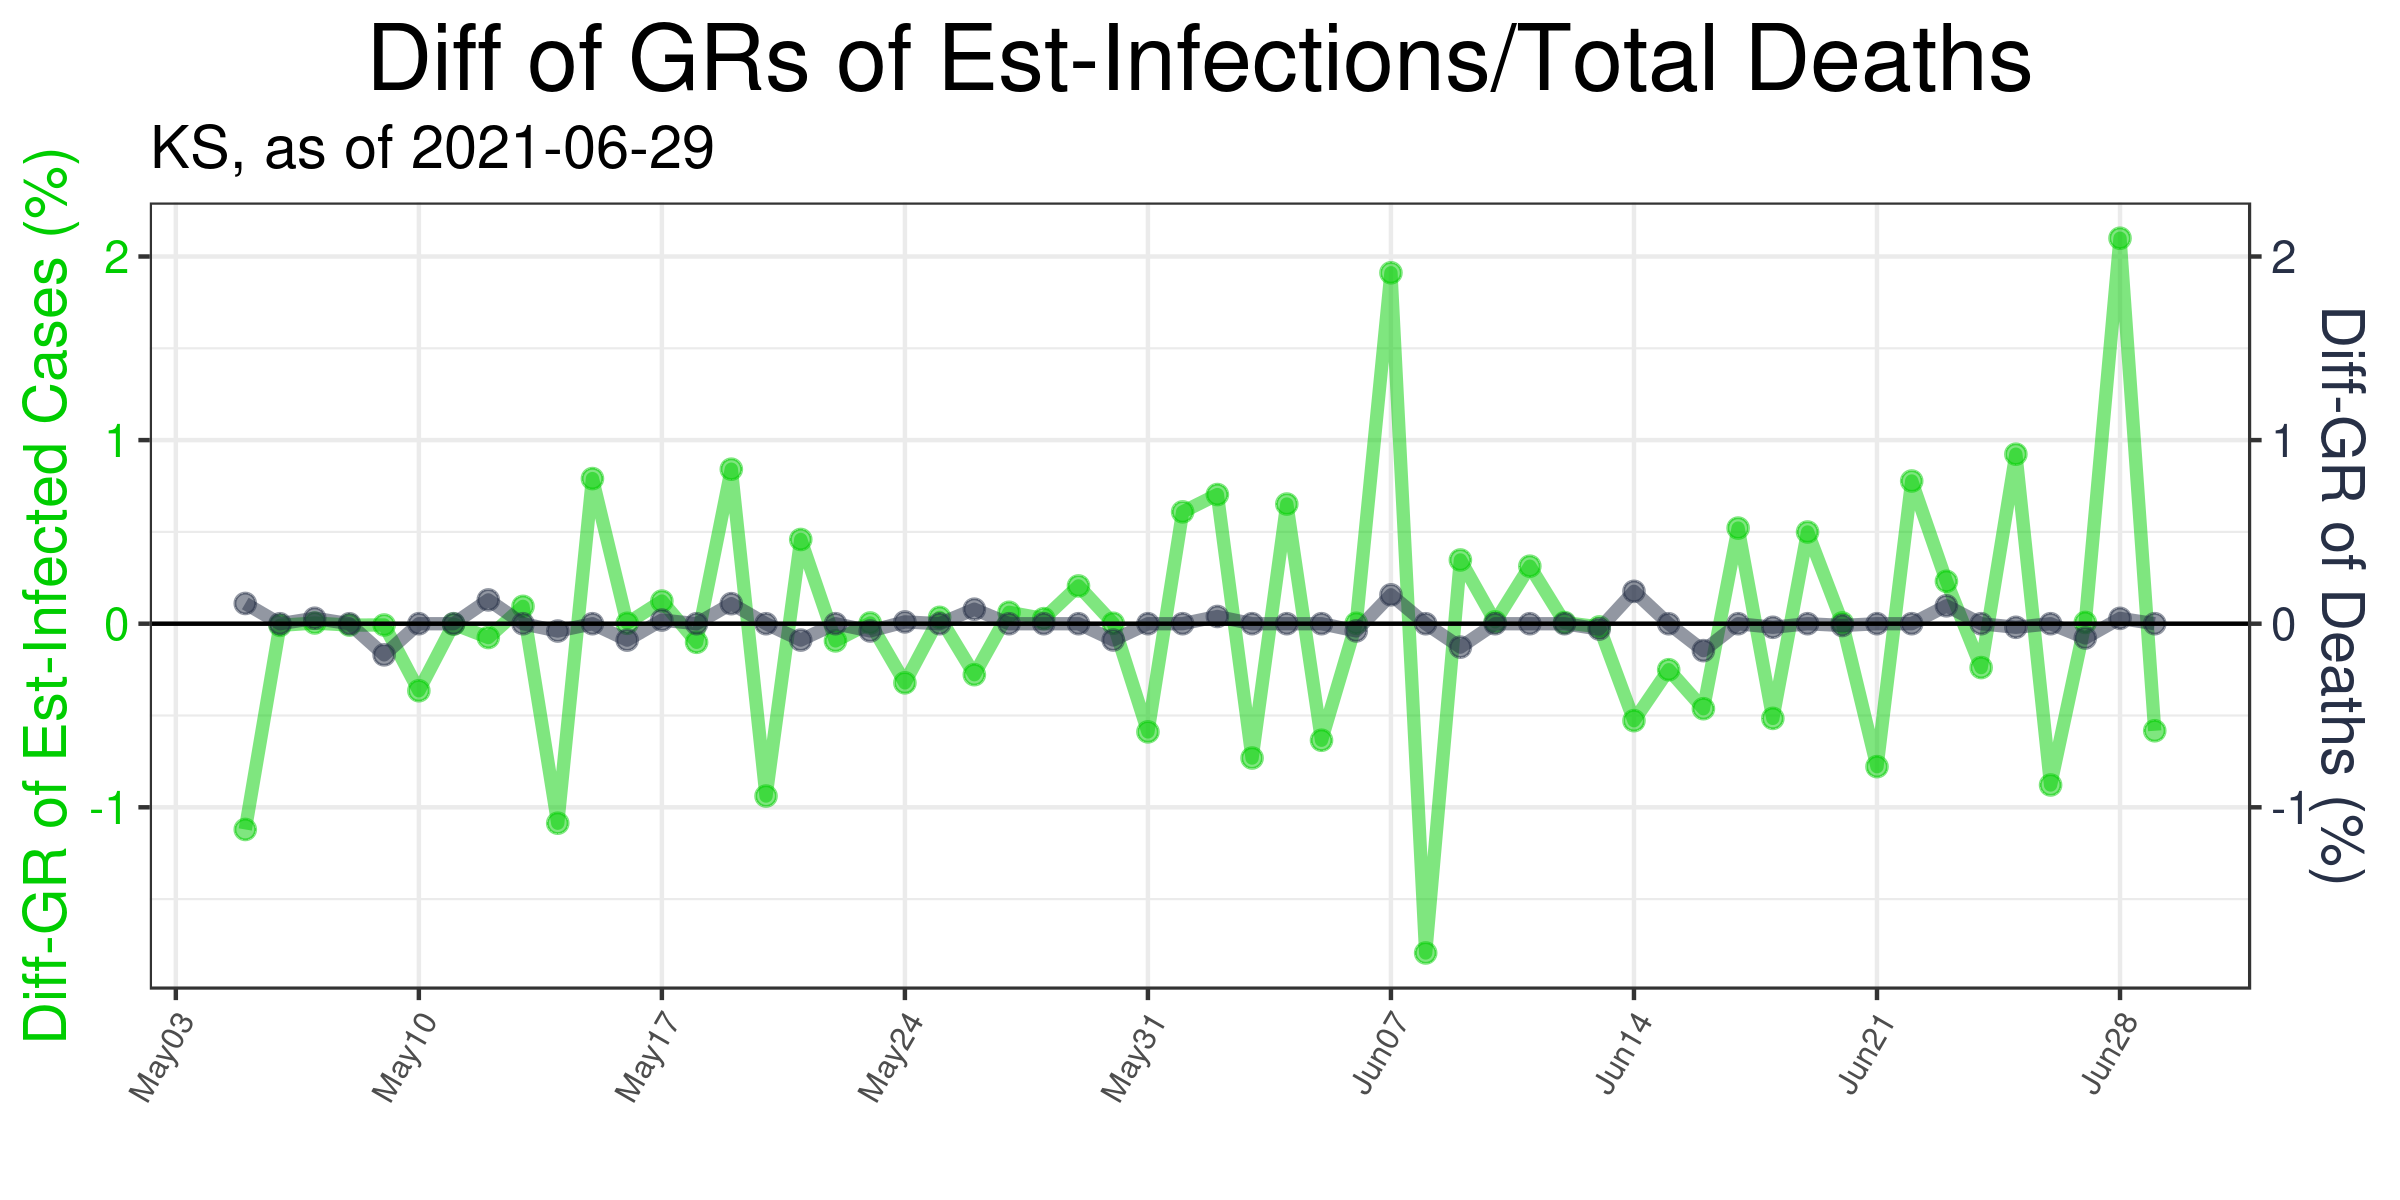 Diff of GRs of Est-Infections/Total Deaths
KS, as of 2021-06-29
Diff-GR of Est-Infected Cases (%)
2
1
0
-1
2
1
0
-1
Diff-GR of Deaths (%)
May03
May10
May17
May24
May31
Jun07
Jun14
Jun21
Jun28